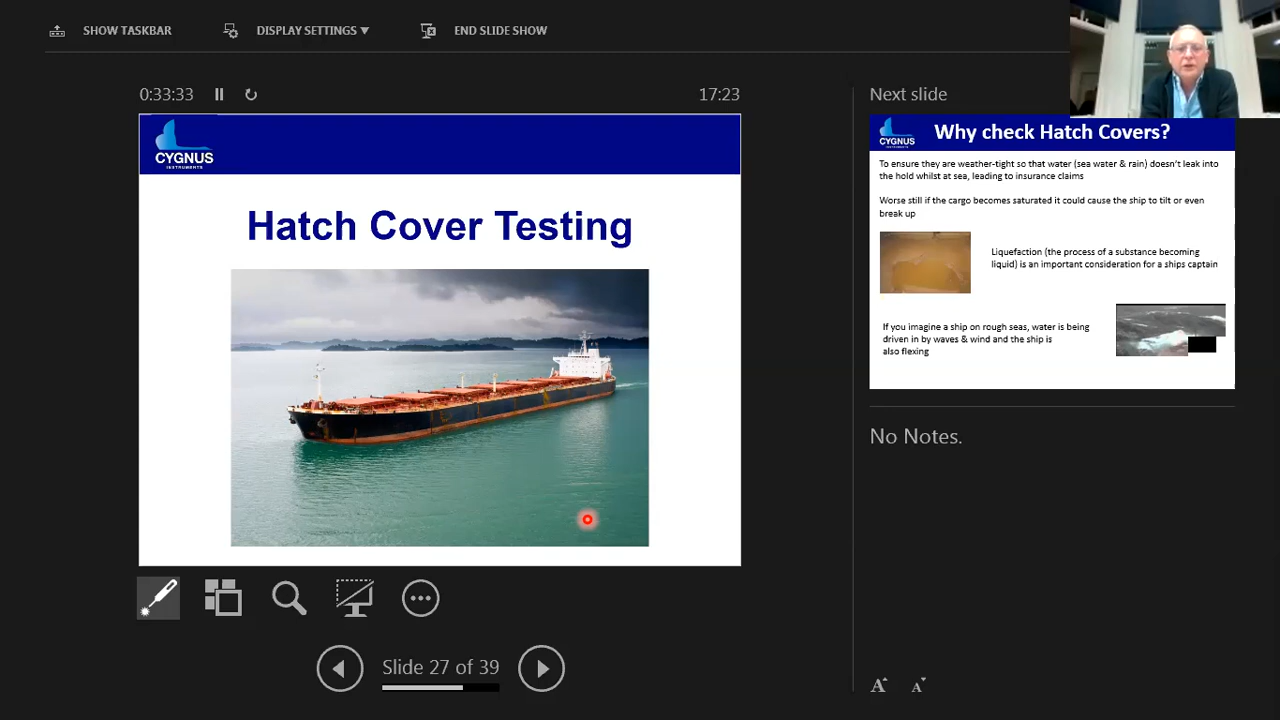 SHOW TASKBAR
DISPLAY SETTINGS
END SLIDE SHOW
0:33:33
17:23
Next slide
CYGNUS
INSTRUMENTS
Hatch Cover Testing
CYGNUS
INSTRUMENTS
Why check Hatch Covers?
To ensure they are weather-tight so that water (sea water & rain) doesn't leak into
the hold whilst at sea, leading to insurance claims
Worse still if the cargo becomes saturated it could cause the ship to tilt or even
break up
Liquefaction (the process of a substance becoming
liquid) is an important consideration for a ships captain
If you imagine a ship on rough seas, water is being
driven in by waves & wind and the ship is
also flexing
No Notes.
Slide 27 of 39
A A